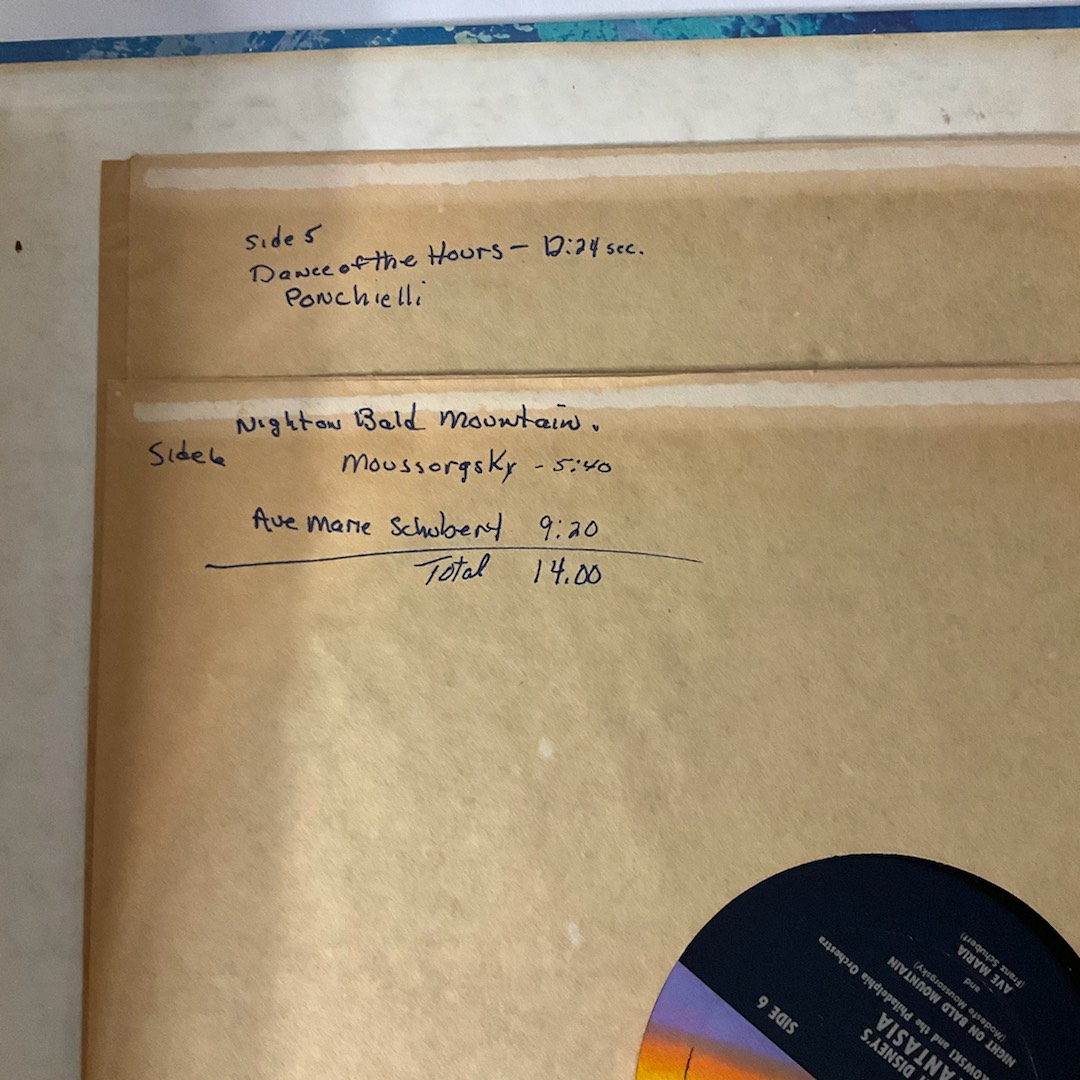 Side 5
Dance of the Hours - 12:24 sec.
Ponchielli
Night on Bald Mountain.
Side 6
Moussorgsky - 5:40
Ave Marie Schubert 9:20
Total 14.00
SIDE 6
DISNEY'S
ANTASIA
KOWSKI and the Philadelphia Orchestra
NIGHT ON BALD MOUNTAIN
(Modeste Moussorgsky)
and
AVE MARIA
(Franz Schubert)